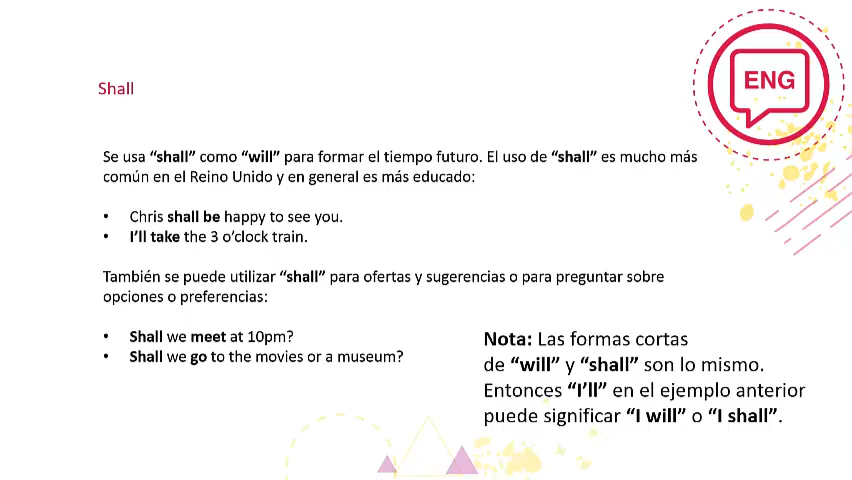 ENG
Shall
Se usa “shall” como “will” para formar el tiempo futuro. El uso de “shall” es mucho más
común en el Reino Unido y en general es más educado:
• Chris shall be happy to see you.
• I’ll take the 3 o’clock train.
También se puede utilizar “shall” para ofertas y sugerencias o para preguntar sobre
opciones o preferencias:
• Shall we meet at 10pm?
• Shall we go to the movies or a museum?
Nota: Las formas cortas
de “will” y “shall” son lo mismo.
Entonces “I’ll” en el ejemplo anterior
puede significar “I will” o “I shall”.